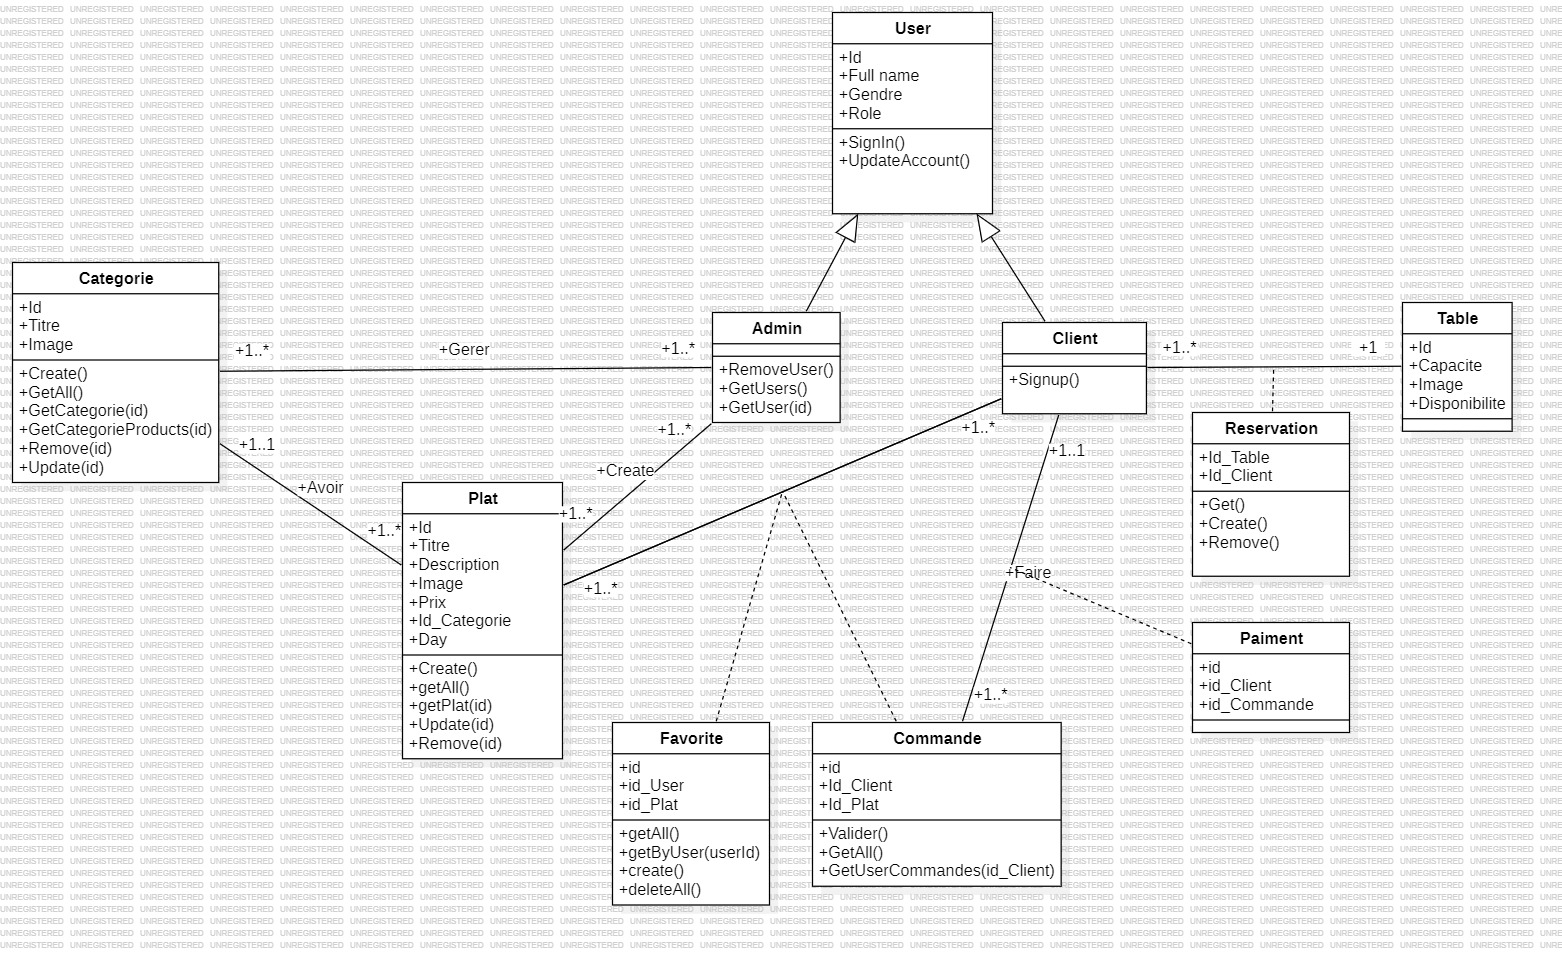 User
+Id
+Full name
+Gendre
+Role
+SignIn()
+UpdateAccount()
Categorie
+Id
+Titre
+Image
+Create()
+GetAll()
+GetCategorie(id)
+GetCategorieProducts(id)
+Remove(id)
+Update(id)
+1..*
+Gerer
+1..*
Admin
+RemoveUser()
+GetUsers()
+GetUser(id)
Client
+Signup()
+1..*
+1
Table
+Id
+Capacite
+Image
+Disponibilite
Reservation
+Id_Table
+Id_Client
+Get()
+Create()
+Remove()
+1..1
+Avoir
+1..*
+1..*
+Create
+1..*
+1..*
+1..*
+1..1
+Faire
+1..*
Plat
+Id
+Titre
+Description
+Image
+Prix
+Id_Categorie
+Day
+Create()
+getAll()
+getPlat(id)
+Update(id)
+Remove(id)
Paiment
+id
+id_Client
+id_Commande
Favorite
+id
+id_User
+id_Plat
+getAll()
+getByUser(userId)
+create()
+deleteAll()
Commande
+id
+Id_Client
+Id_Plat
+Valider()
+GetAll()
+GetUserCommandes(id_Client)
UNREGISTERED